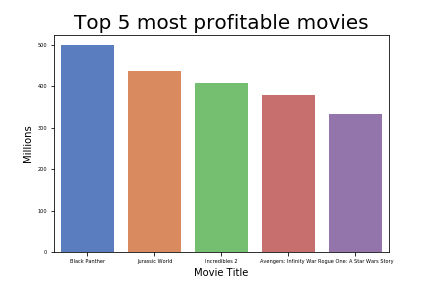 Top 5 most profitable movies
500
400
300
200
100
0
Millions
Black Panther
Jurassic World
Incredibles 2
Avengers: Infinity War
Rogue One: A Star Wars Story
Movie Title